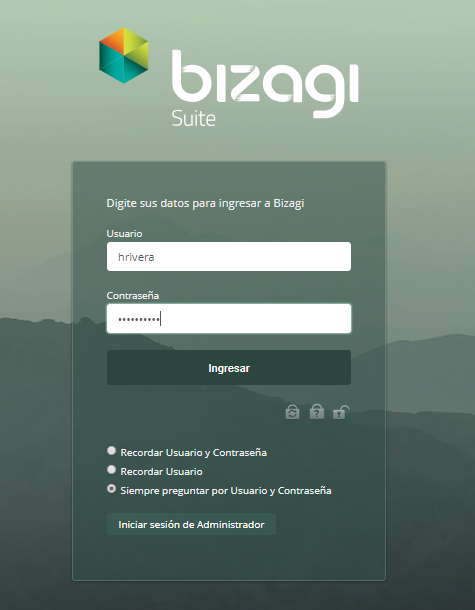 bizagi
Suite
Digite sus datos para ingresar a Bizagi
Usuario
hrivera
Contraseña
••••••••••
Ingresar
Recordar Usuario y Contraseña
Recordar Usuario
Siempre preguntar por Usuario y Contraseña
Iniciar sesión de Administrador